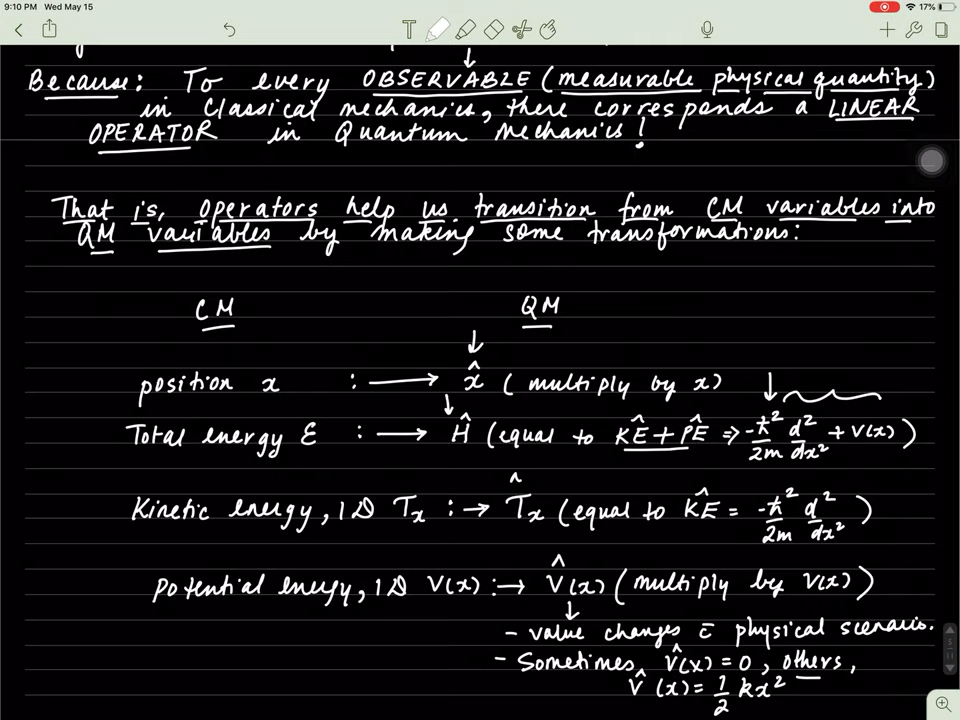 9:10 PM Wed May 15
17%
T
Because: To every OBSERVABLE (measurable physical quantity)
in Classical mechanics, there corresponds a LINEAR
OPERATOR in Quantum Mechanics!
That is, operators help us transition from CM variables into
QM variables by making some transformations:
CM QM
position x : → x̂ (multiply by x)
Total energy E : → Ĥ (equal to K̂E + P̂E ⇒ -ħ²/2m d²/dx² + V(x))
Kinetic energy, 1D Tx : → T̂x (equal to K̂E = -ħ²/2m d²/dx²)
Potential energy, 1D V(x) : → V̂(x) (multiply by V(x))
- value changes c̄ physical scenario.
- Sometimes, V̂(x) = 0, others,
V̂(x) = 1/2 kx²